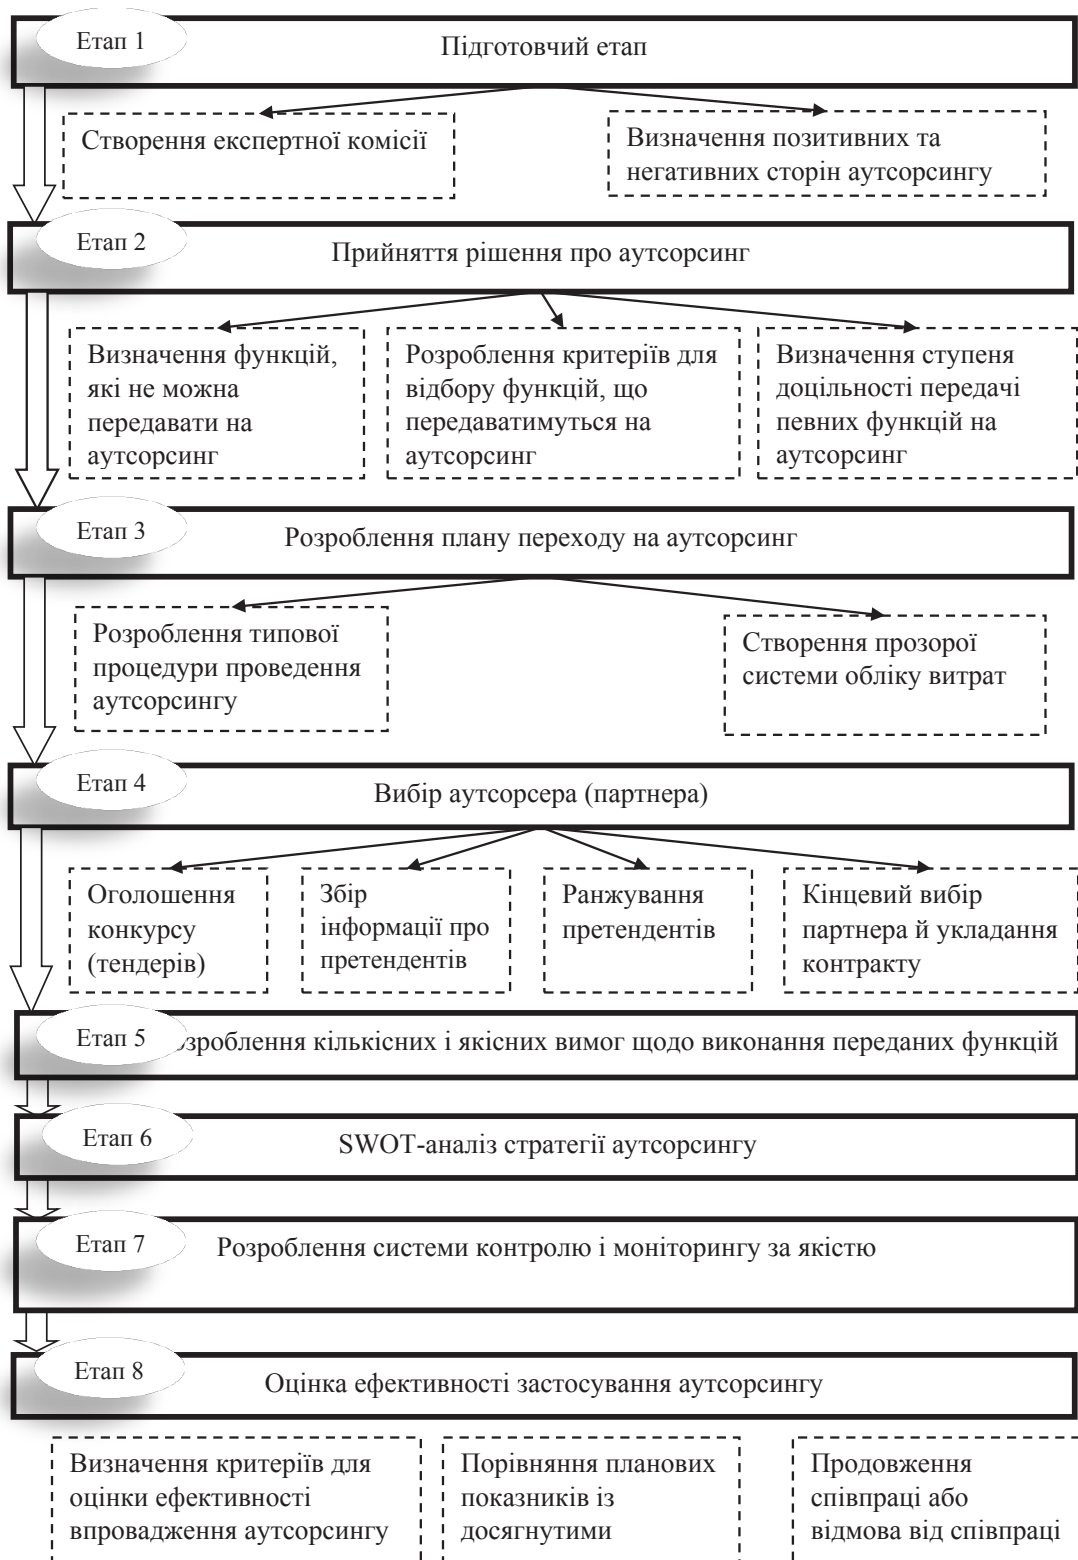 Етап 1
Підготовчий етап
Створення експертної комісії
Визначення позитивних та
негативних сторін аутсорсингу
Етап 2
Прийняття рішення про аутсорсинг
Визначення функцій,
які не можна
передавати на
аутсорсинг
Розроблення критеріїв для
відбору функцій, що
передаватимуться на
аутсорсинг
Визначення ступеня
доцільності передачі
певних функцій на
аутсорсинг
Етап 3
Розроблення плану переходу на аутсорсинг
Розроблення типової
процедури проведення
аутсорсингу
Створення прозорої
системи обліку витрат
Етап 4
Вибір аутсорсера (партнера)
Оголошення
конкурсу
(тендерів)
Збір
інформації про
претендентів
Ранжування
претендентів
Кінцевий вибір
партнера й укладання
контракту
Етап 5
зроблення кількісних і якісних вимог щодо виконання переданих функцій
Етап 6
SWOT-аналіз стратегії аутсорсингу
Етап 7
Розроблення системи контролю і моніторингу за якістю
Етап 8
Оцінка ефективності застосування аутсорсингу
Визначення критеріїв для
оцінки ефективності
впровадження аутсорсингу
Порівняння планових
показників із
досягнутими
Продовження
співпраці або
відмова від співпраці